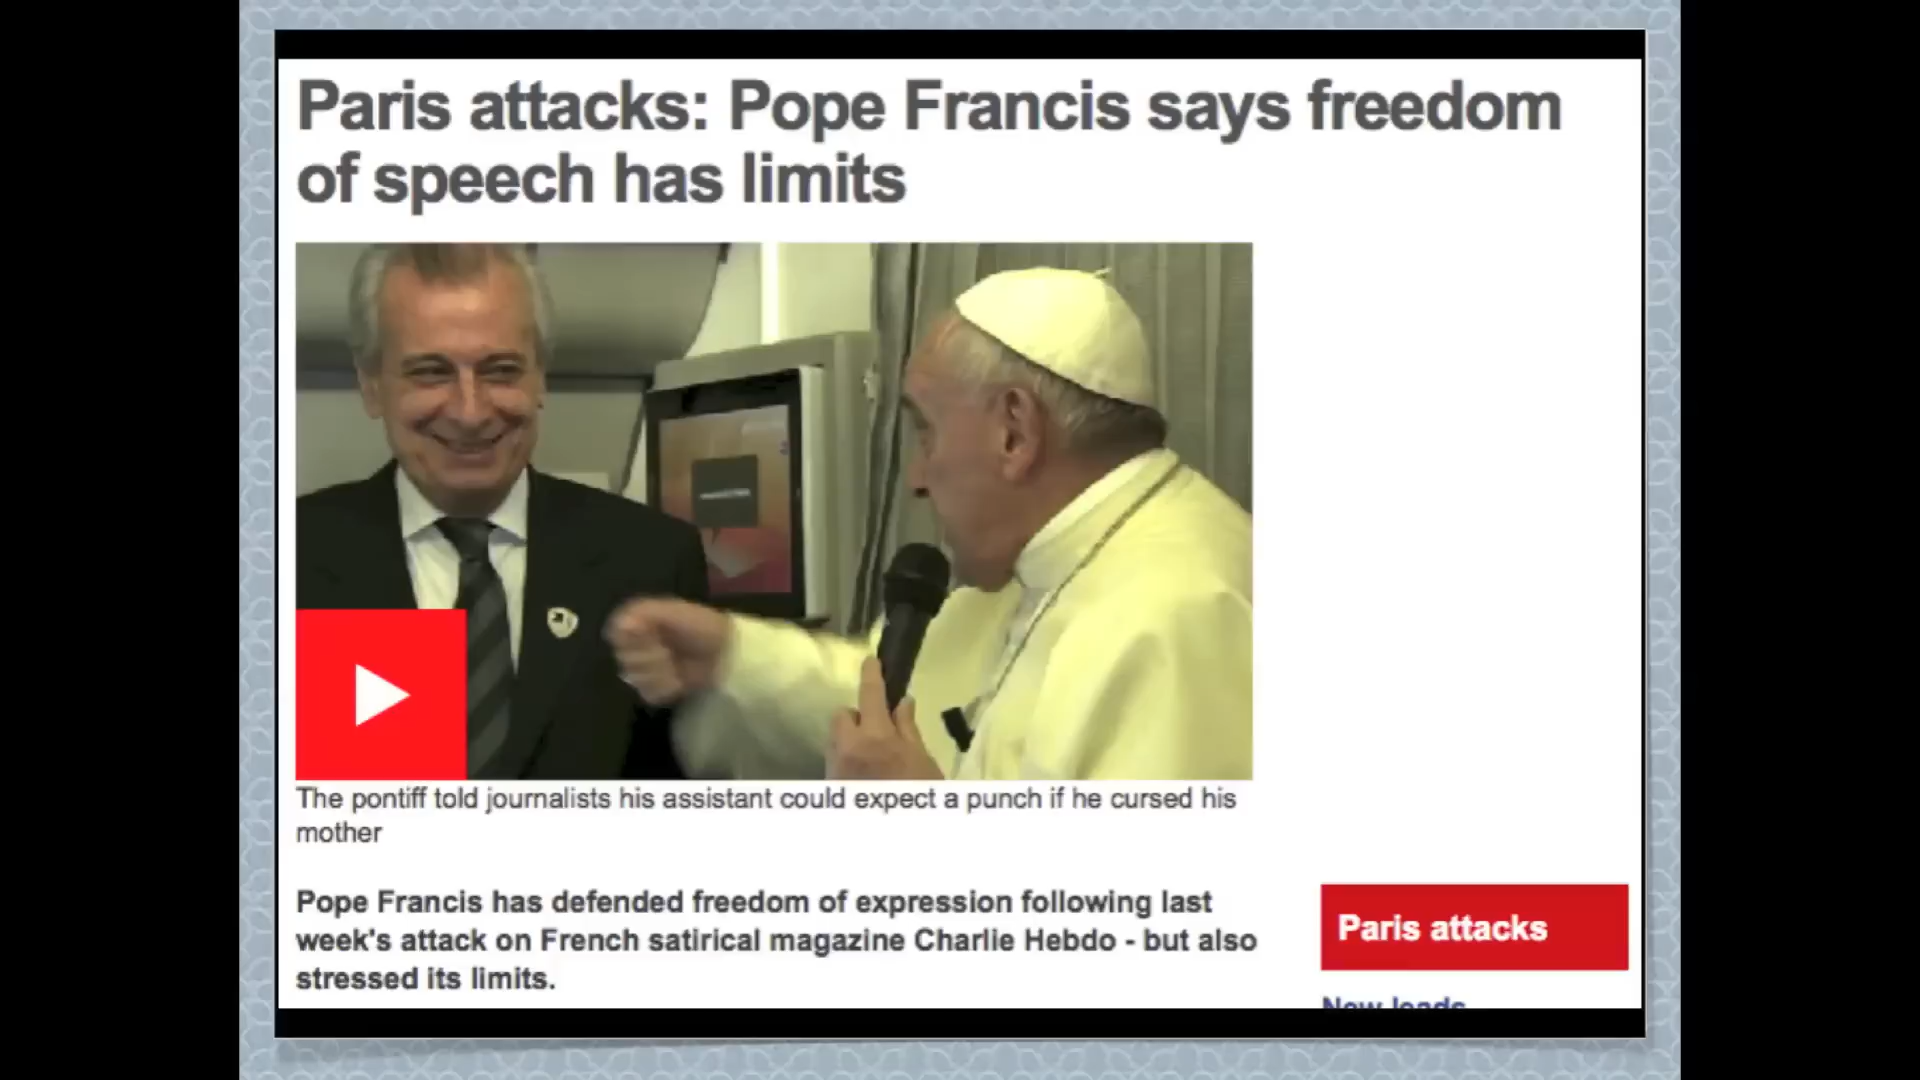 Paris attacks: Pope Francis says freedom
of speech has limits
The pontiff told journalists his assistant could expect a punch if he cursed his
mother
Pope Francis has defended freedom of expression following last
week's attack on French satirical magazine Charlie Hebdo - but also
stressed its limits.
Paris attacks
New leads